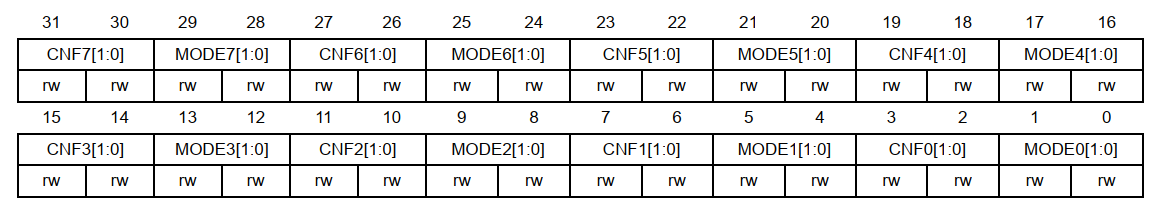 31 30 29 28 27 26 25 24 23 22 21 20 19 18 17 16
CNF7[1:0] MODE7[1:0] CNF6[1:0] MODE6[1:0] CNF5[1:0] MODE5[1:0] CNF4[1:0] MODE4[1:0]
rw rw rw rw rw rw rw rw rw rw rw rw rw rw rw rw
15 14 13 12 11 10 9 8 7 6 5 4 3 2 1 0
CNF3[1:0] MODE3[1:0] CNF2[1:0] MODE2[1:0] CNF1[1:0] MODE1[1:0] CNF0[1:0] MODE0[1:0]
rw rw rw rw rw rw rw rw rw rw rw rw rw rw rw rw